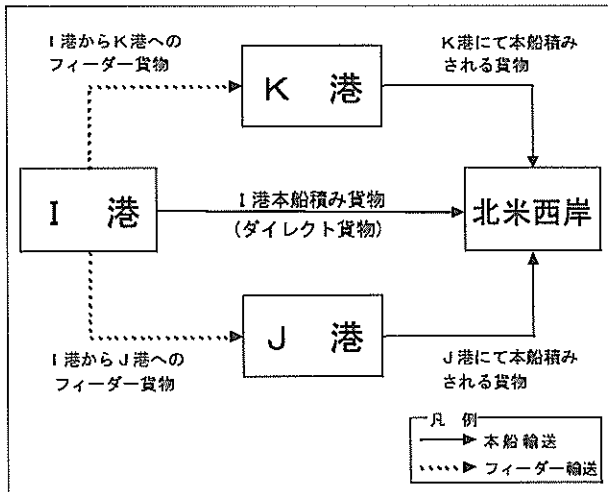 I港からK港への
フィーダー貨物
K港にて本船積み
される貨物
K 港
I 港
I港本船積み貨物
(ダイレクト貨物)
北米西岸
J 港
I港からJ港への
フィーダー貨物
J港にて本船積み
される貨物
凡 例
本船輸送
フィーダー輸送